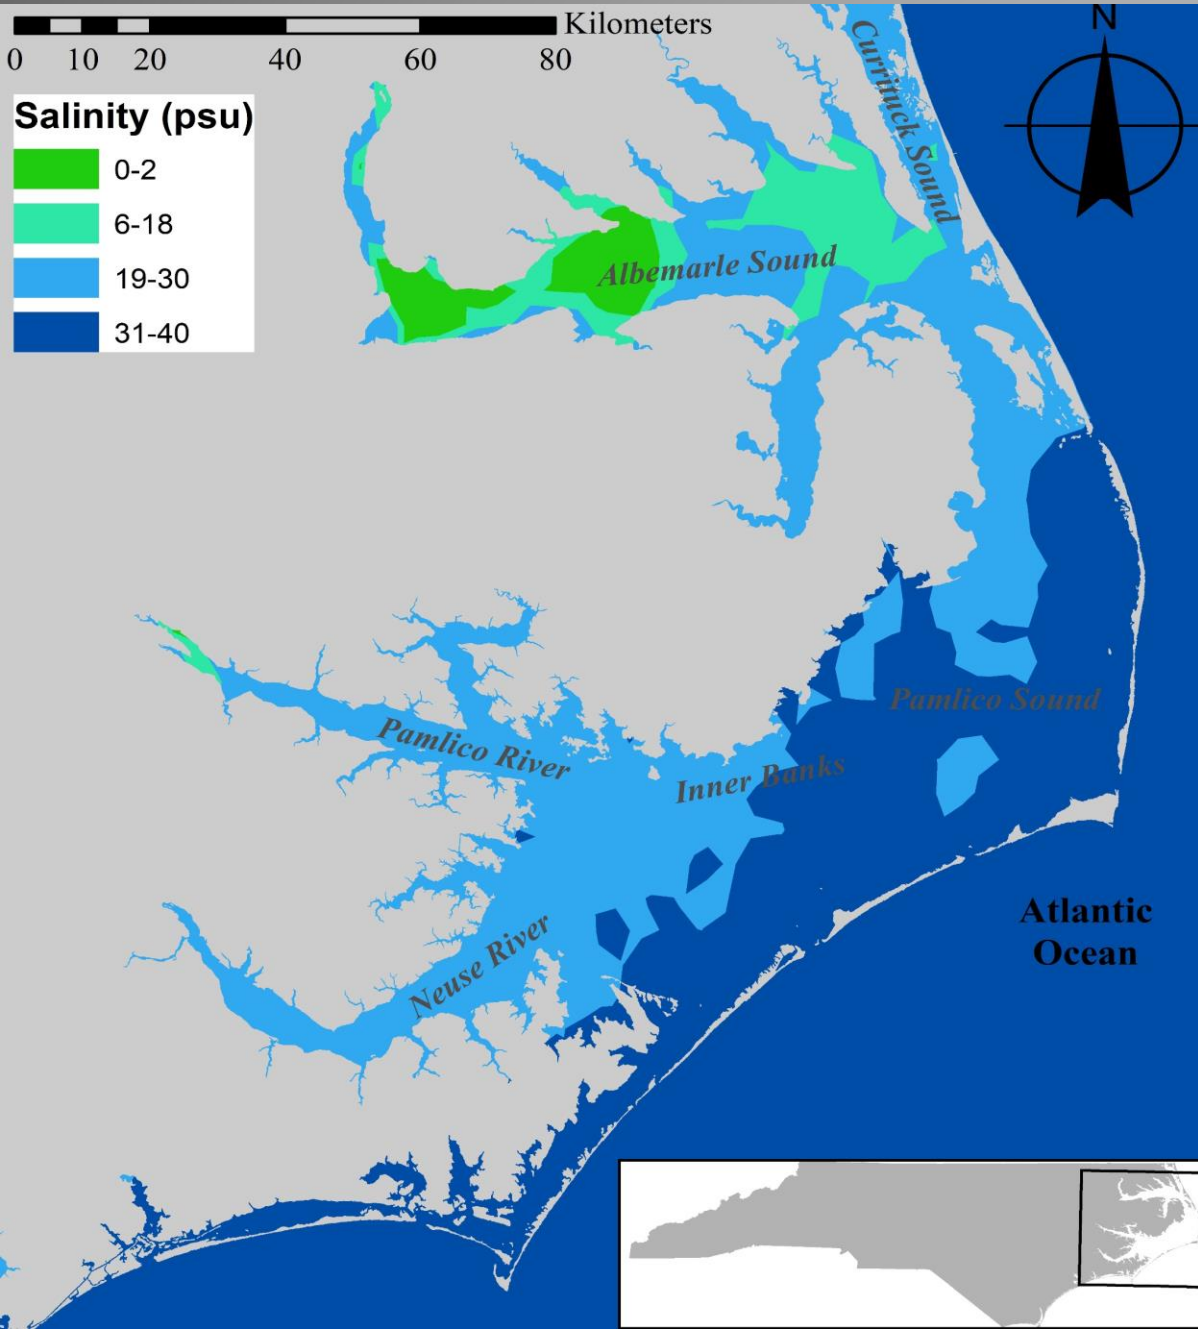 Kilometers
0 10 20 40 60 80
N
Salinity (psu)
0-2
6-18
19-30
31-40
Currituck Sound
Albemarle Sound
Pamlico Sound
Pamlico River
Inner Banks
Neuse River
Atlantic
Ocean